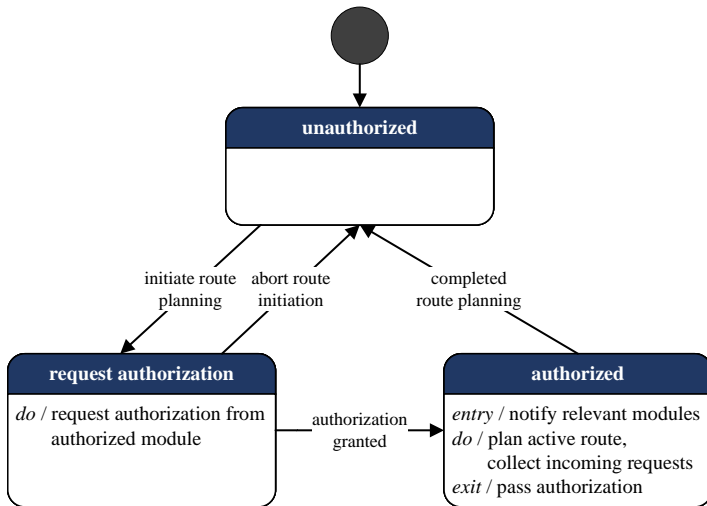 unauthorized
initiate route
planning
abort route
initiation
completed
route planning
request authorization
do / request authorization from
authorized module
authorization
granted
authorized
entry / notify relevant modules
do / plan active route,
collect incoming requests
exit / pass authorization